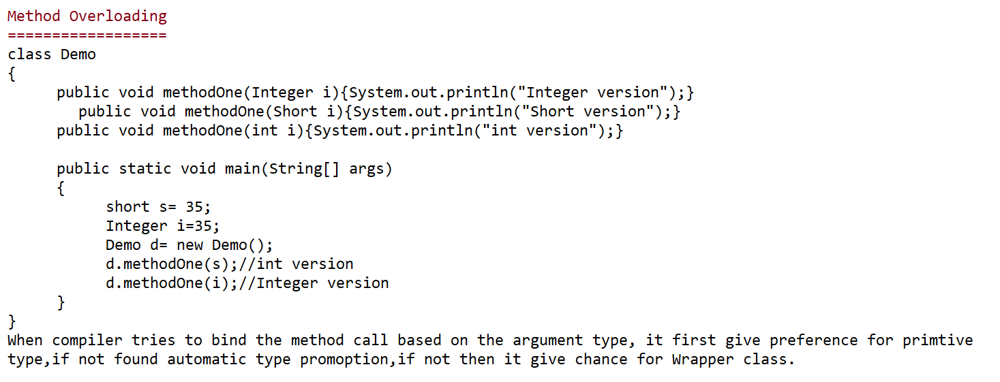 Method Overloading
==================
class Demo
{
public void methodOne(Integer i){System.out.println("Integer version");}
public void methodOne(Short i){System.out.println("Short version");}
public void methodOne(int i){System.out.println("int version");}
public static void main(String[] args)
{
short s= 35;
Integer i=35;
Demo d= new Demo();
d.methodOne(s);//int version
d.methodOne(i);//Integer version
}
}
When compiler tries to bind the method call based on the argument type, it first give preference for primtive
type,if not found automatic type promoption,if not then it give chance for Wrapper class.